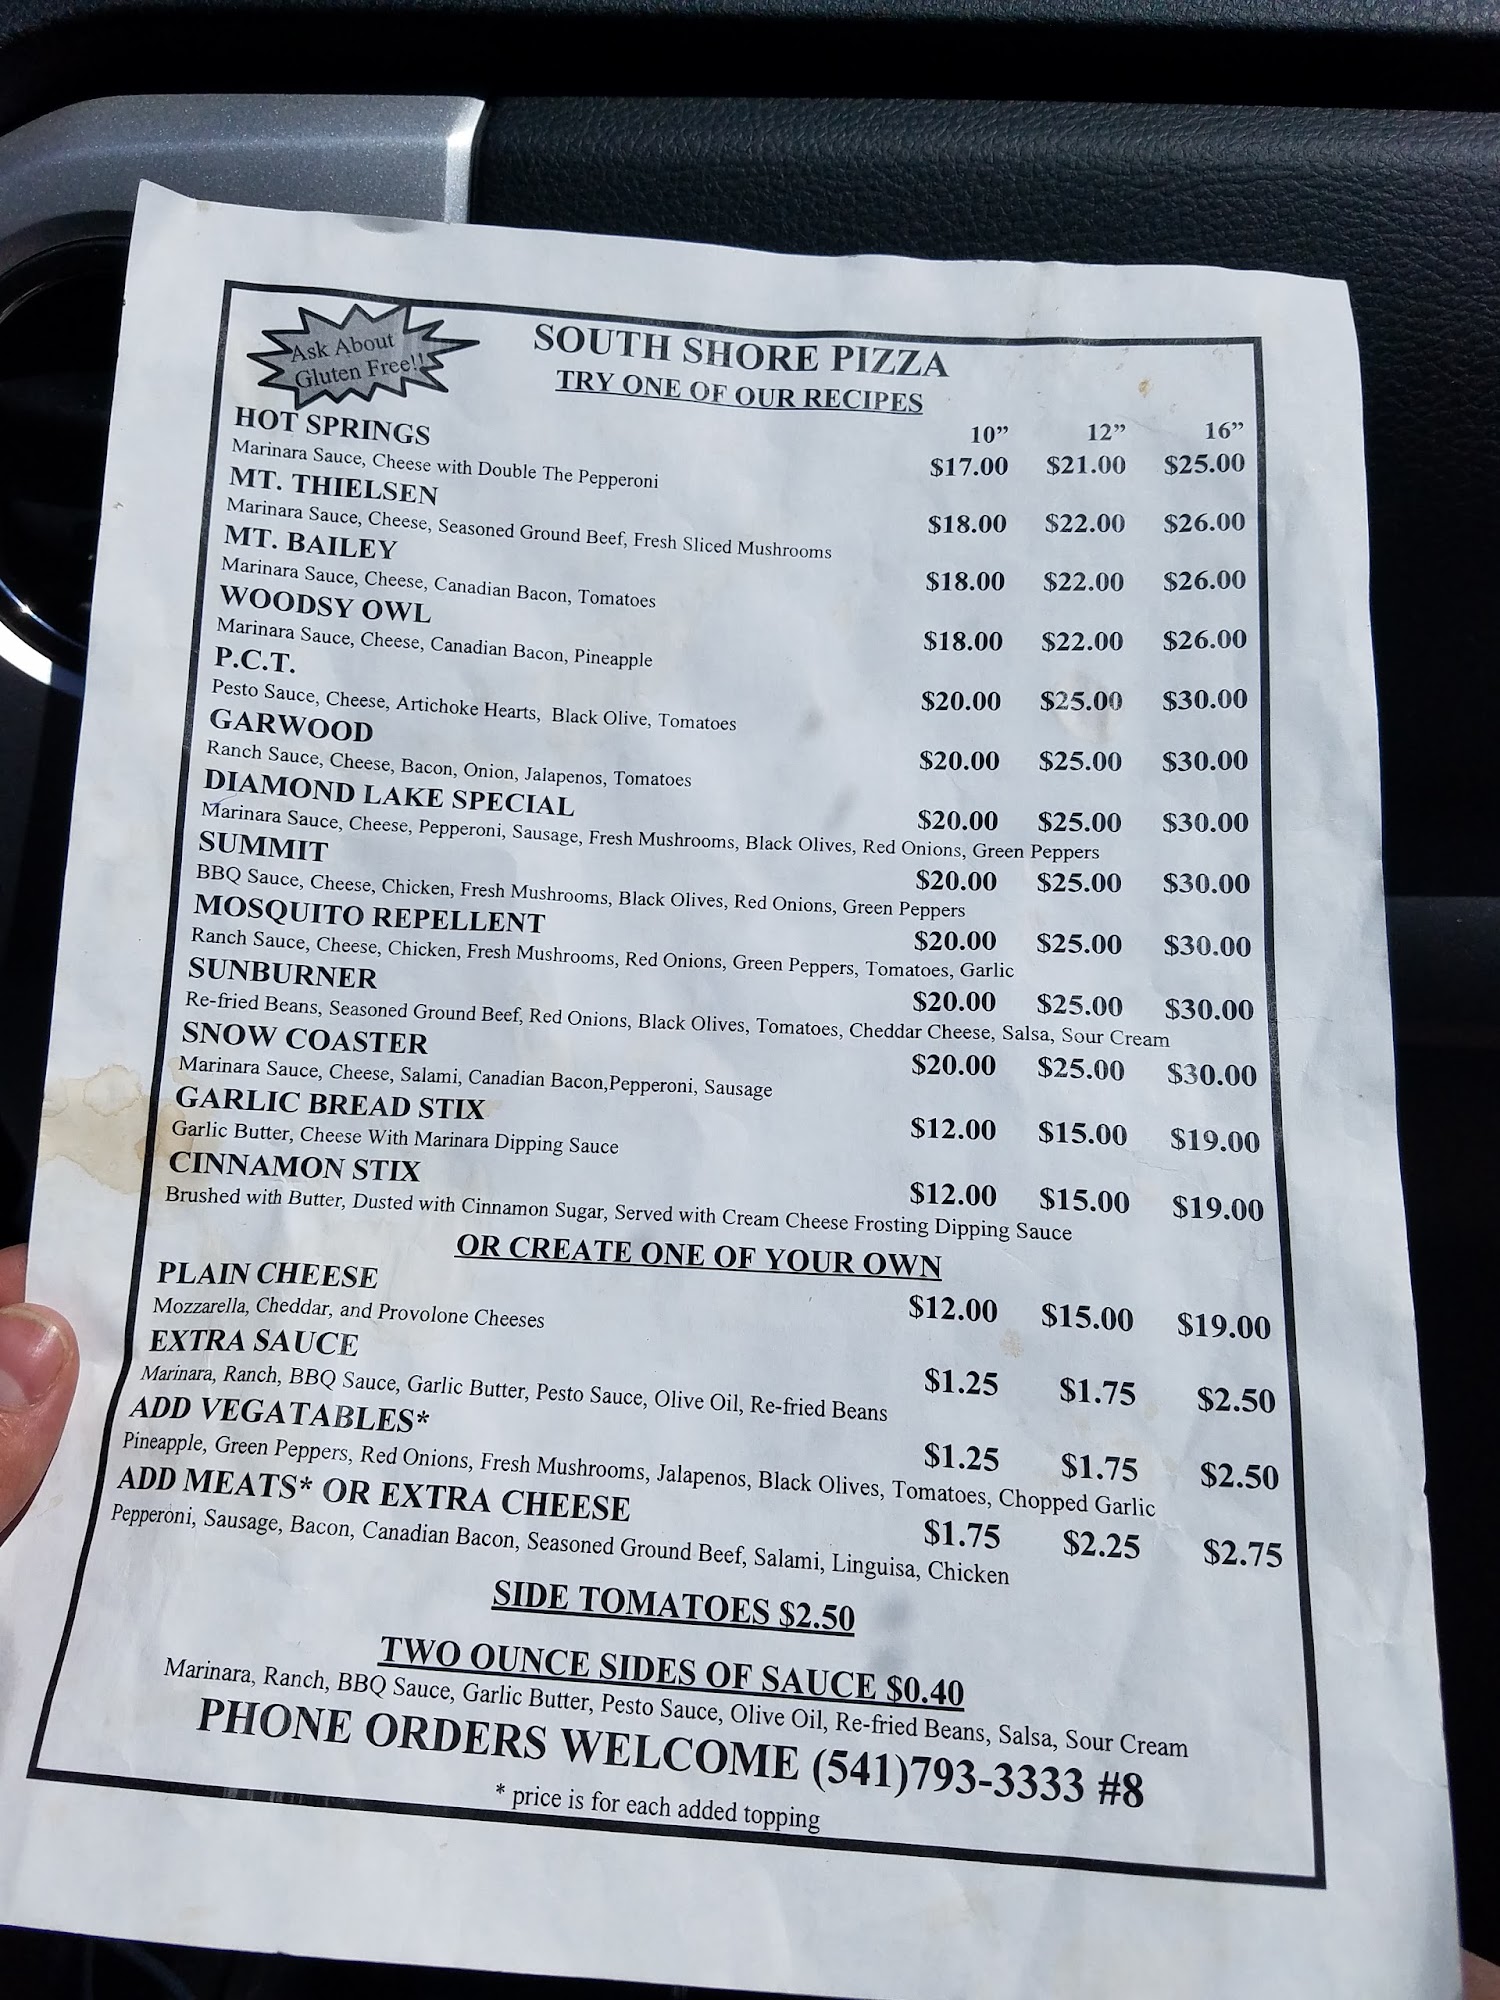 Ask About
Gluten Free!!
SOUTH SHORE PIZZA
TRY ONE OF OUR RECIPES
10” 12” 16”
HOT SPRINGS $17.00 $21.00 $25.00
Marinara Sauce, Cheese with Double The Pepperoni
MT. THIELSEN $18.00 $22.00 $26.00
Marinara Sauce, Cheese, Seasoned Ground Beef, Fresh Sliced Mushrooms
MT. BAILEY $18.00 $22.00 $26.00
Marinara Sauce, Cheese, Canadian Bacon, Tomatoes
WOODSY OWL $18.00 $22.00 $26.00
Marinara Sauce, Cheese, Canadian Bacon, Pineapple
P.C.T. $20.00 $25.00 $30.00
Pesto Sauce, Cheese, Artichoke Hearts, Black Olive, Tomatoes
GARWOOD $20.00 $25.00 $30.00
Ranch Sauce, Cheese, Bacon, Onion, Jalapenos, Tomatoes
DIAMOND LAKE SPECIAL $20.00 $25.00 $30.00
Marinara Sauce, Cheese, Pepperoni, Sausage, Fresh Mushrooms, Black Olives, Red Onions, Green Peppers
SUMMIT $20.00 $25.00 $30.00
BBQ Sauce, Cheese, Chicken, Fresh Mushrooms, Black Olives, Red Onions, Green Peppers
MOSQUITO REPELLENT $20.00 $25.00 $30.00
Ranch Sauce, Cheese, Chicken, Fresh Mushrooms, Red Onions, Green Peppers, Tomatoes, Garlic
SUNBURNER $20.00 $25.00 $30.00
Re-fried Beans, Seasoned Ground Beef, Red Onions, Black Olives, Tomatoes, Cheddar Cheese, Salsa, Sour Cream
SNOW COASTER $20.00 $25.00 $30.00
Marinara Sauce, Cheese, Salami, Canadian Bacon,Pepperoni, Sausage
GARLIC BREAD STIX $12.00 $15.00 $19.00
Garlic Butter, Cheese With Marinara Dipping Sauce
CINNAMON STIX $12.00 $15.00 $19.00
Brushed with Butter, Dusted with Cinnamon Sugar, Served with Cream Cheese Frosting Dipping Sauce
OR CREATE ONE OF YOUR OWN
PLAIN CHEESE $12.00 $15.00 $19.00
Mozzarella, Cheddar, and Provolone Cheeses
EXTRA SAUCE $1.25 $1.75 $2.50
Marinara, Ranch, BBQ Sauce, Garlic Butter, Pesto Sauce, Olive Oil, Re-fried Beans
ADD VEGATABLES* $1.25 $1.75 $2.50
Pineapple, Green Peppers, Red Onions, Fresh Mushrooms, Jalapenos, Black Olives, Tomatoes, Chopped Garlic
ADD MEATS* OR EXTRA CHEESE $1.75 $2.25 $2.75
Pepperoni, Sausage, Bacon, Canadian Bacon, Seasoned Ground Beef, Salami, Linguisa, Chicken
SIDE TOMATOES $2.50
TWO OUNCE SIDES OF SAUCE $0.40
Marinara, Ranch, BBQ Sauce, Garlic Butter, Pesto Sauce, Olive Oil, Re-fried Beans, Salsa, Sour Cream
PHONE ORDERS WELCOME (541)793-3333 #8
* price is for each added topping